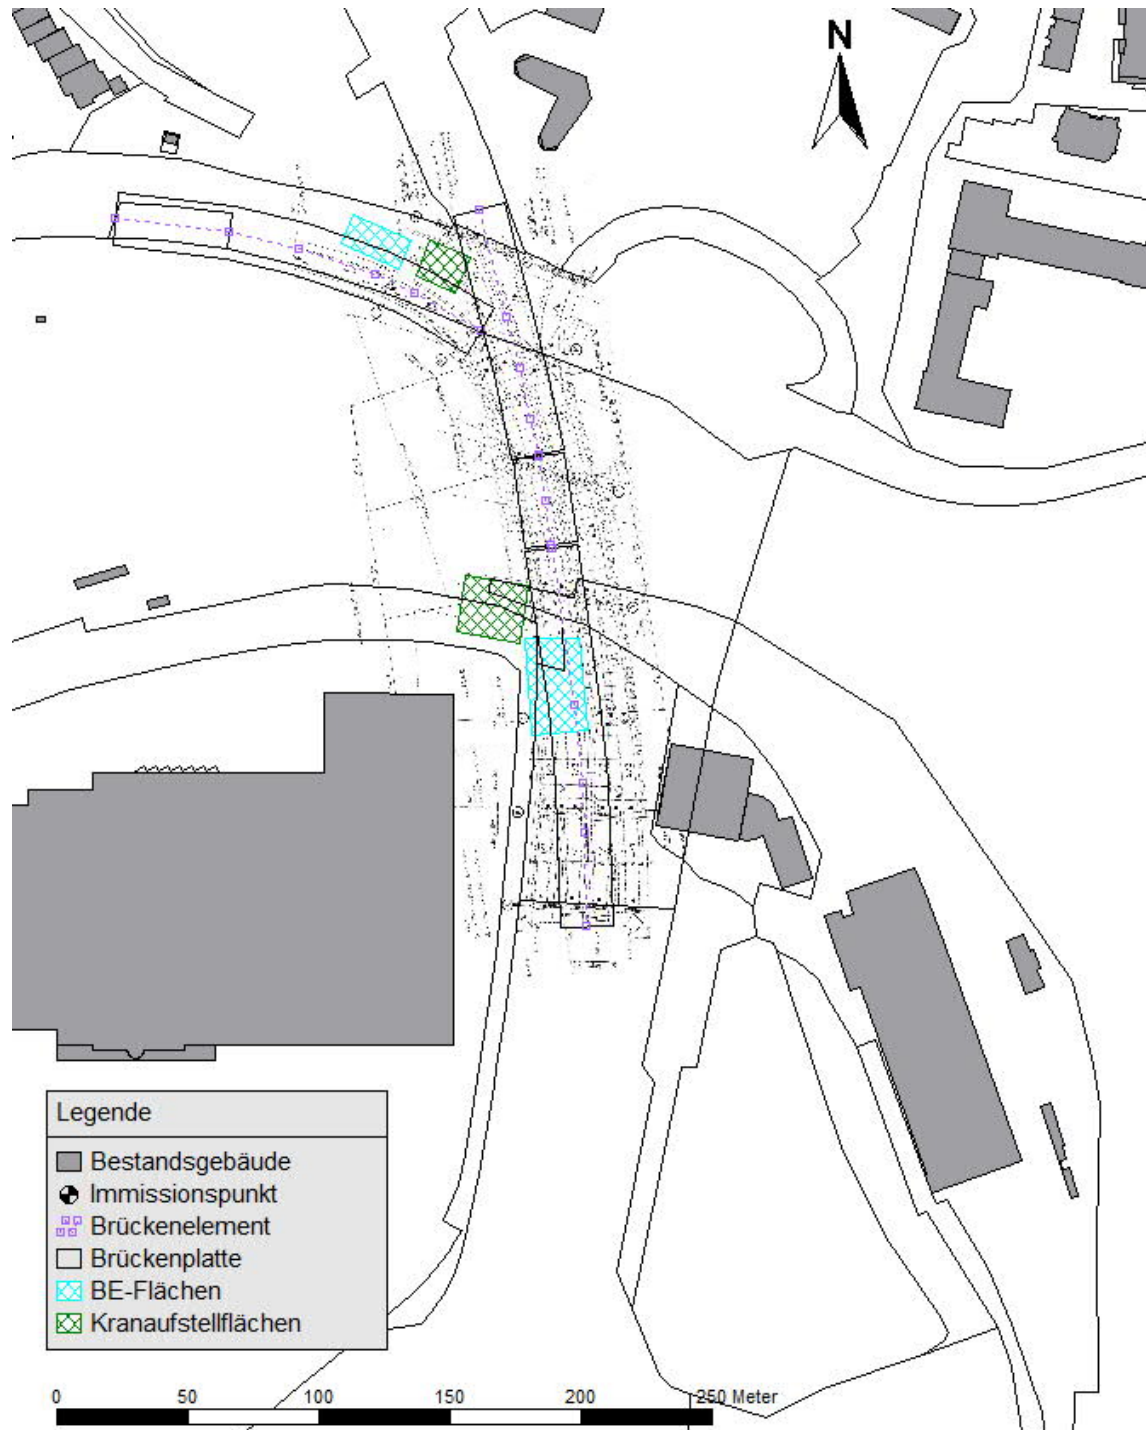 N
Legende
Bestandsgebäude
Immissionspunkt
Brückenelement
Brückenplatte
BE-Flächen
Kranaufstellflächen
0 50 100 150 200 250 Meter